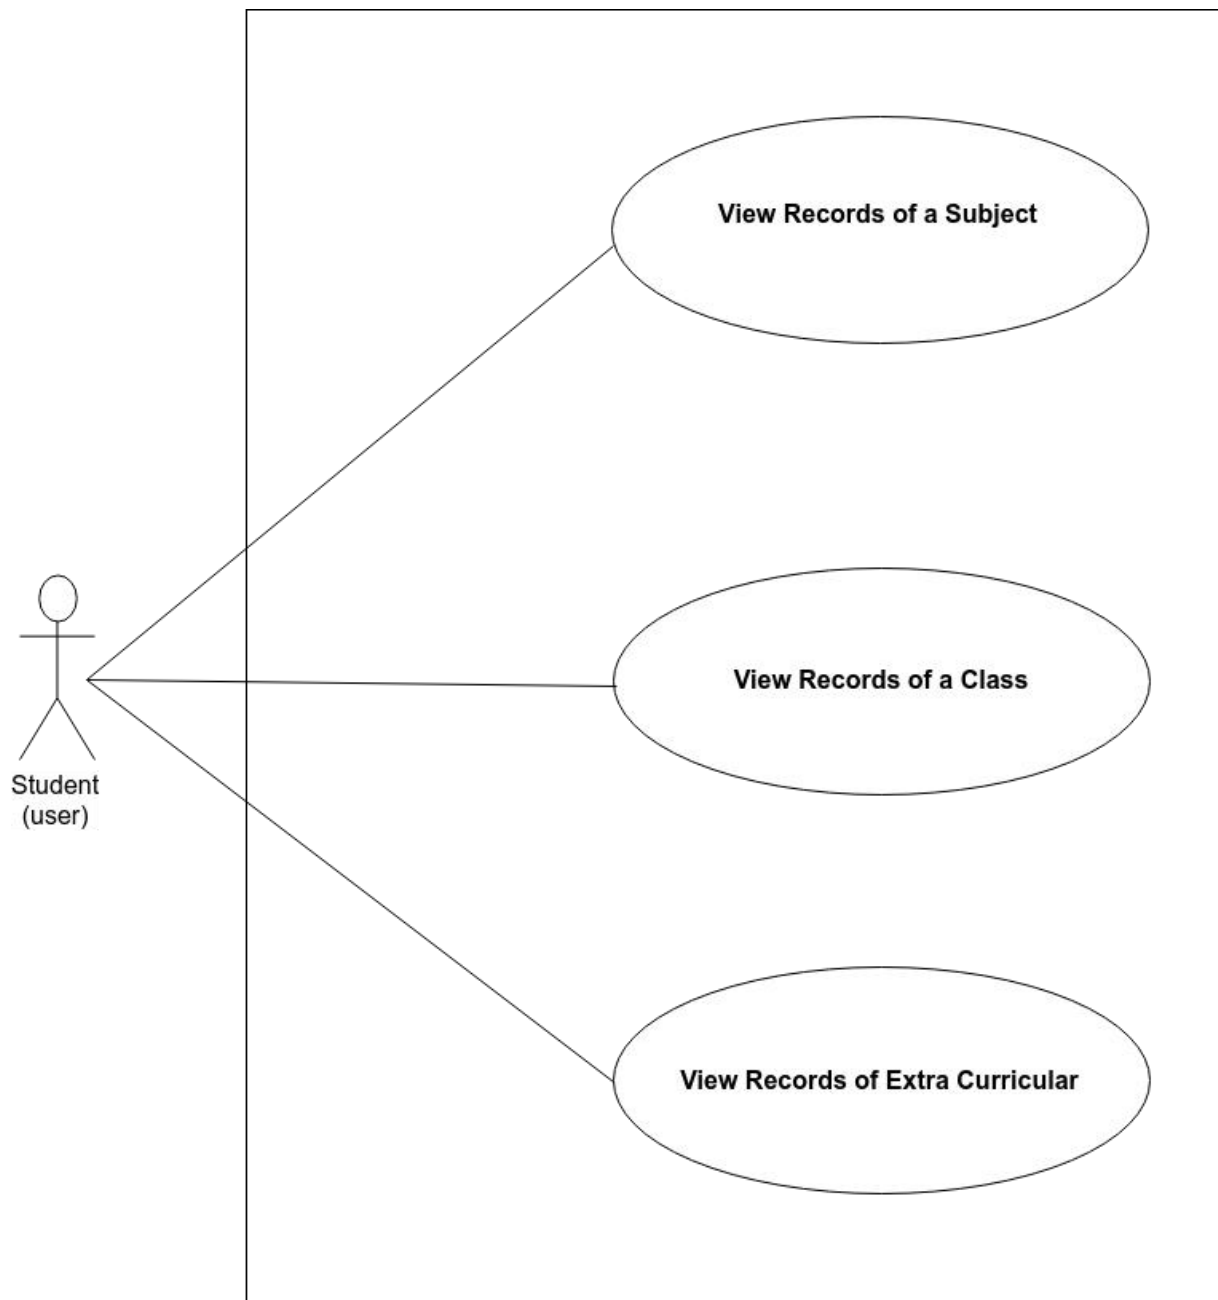 View Records of a Subject
View Records of a Class
Student
(user)
View Records of Extra Curricular